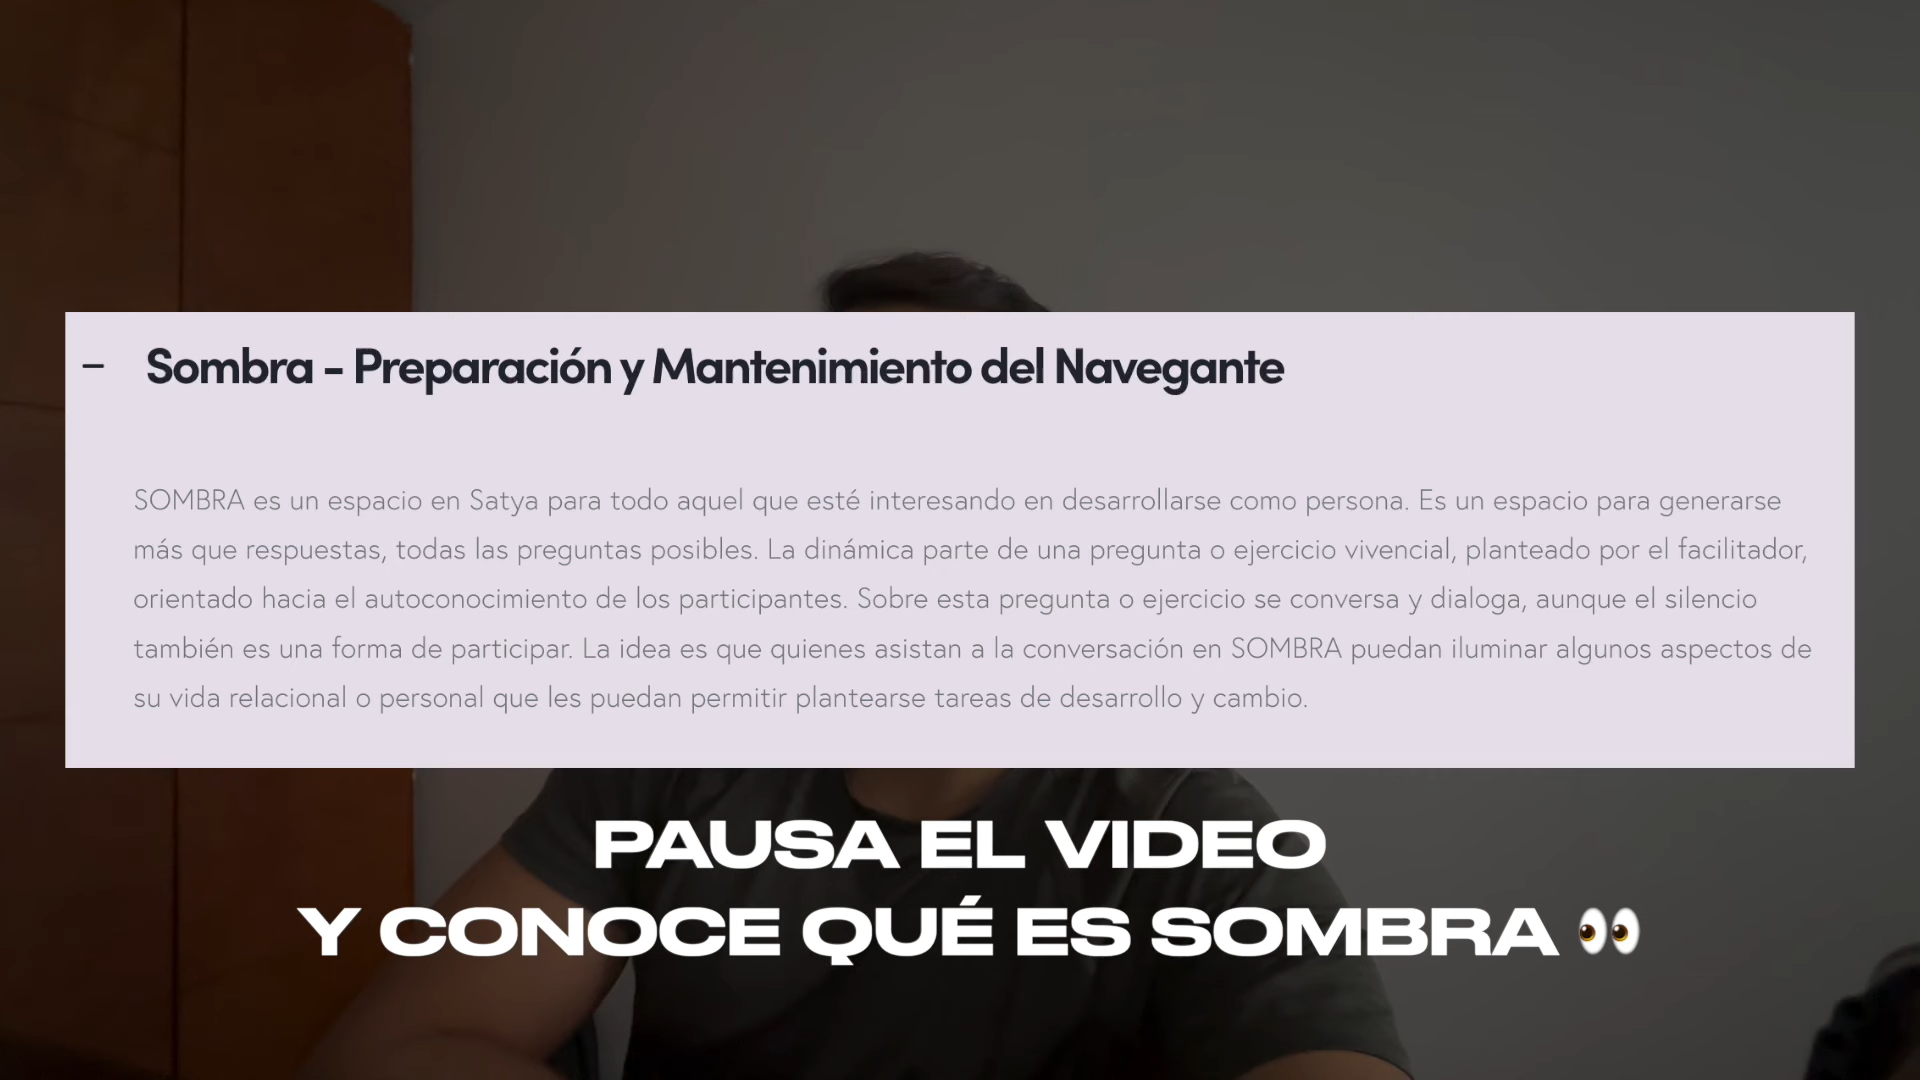 – Sombra - Preparación y Mantenimiento del Navegante
SOMBRA es un espacio en Satya para todo aquel que esté interesando en desarrollarse como persona. Es un espacio para generarse
más que respuestas, todas las preguntas posibles. La dinámica parte de una pregunta o ejercicio vivencial, planteado por el facilitador,
orientado hacia el autoconocimiento de los participantes. Sobre esta pregunta o ejercicio se conversa y dialoga, aunque el silencio
también es una forma de participar. La idea es que quienes asistan a la conversación en SOMBRA puedan iluminar algunos aspectos de
su vida relacional o personal que les puedan permitir plantearse tareas de desarrollo y cambio.
PAUSA EL VIDEO
Y CONOCE QUÉ ES SOMBRA 👀